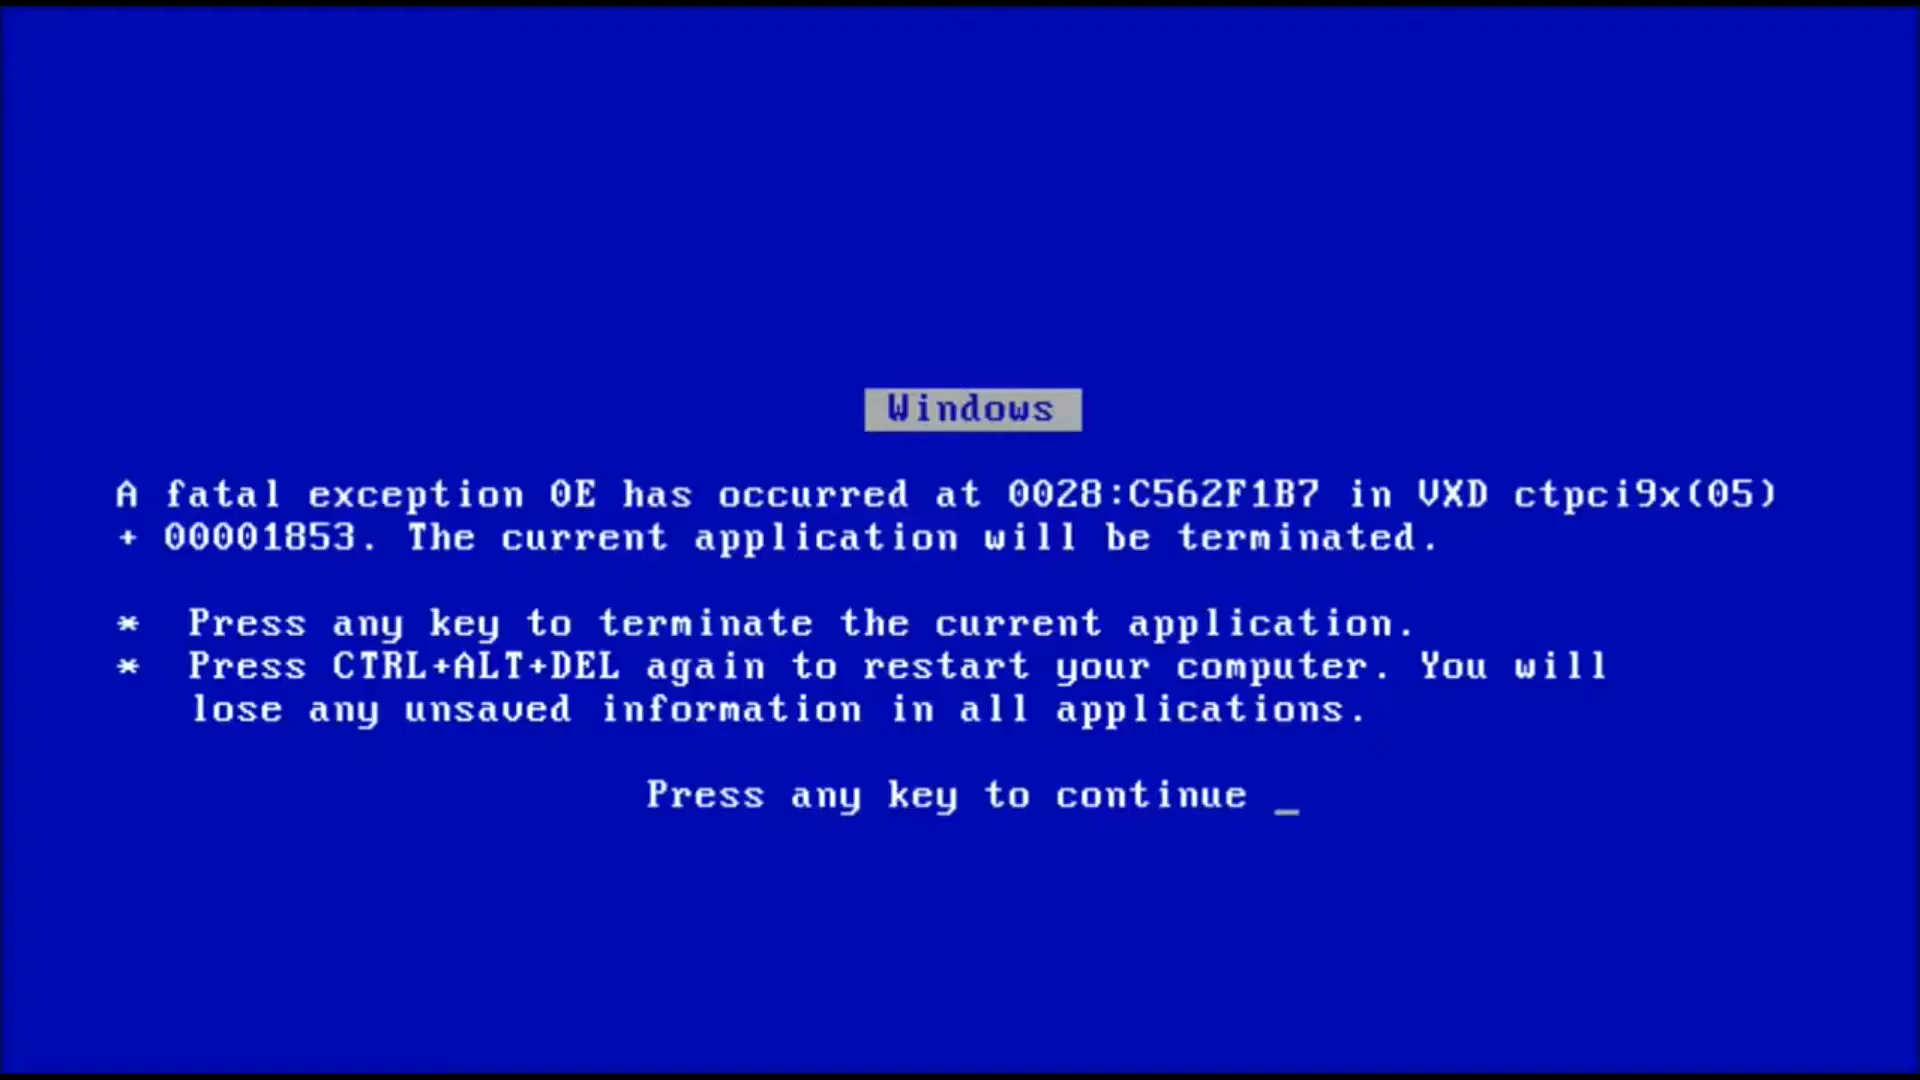 Windows
A fatal exception 0E has occurred at 0028:C562F1B7 in VXD ctpci9x(05)
+ 00001853. The current application will be terminated.
* Press any key to terminate the current application.
* Press CTRL+ALT+DEL again to restart your computer. You will
lose any unsaved information in all applications.
Press any key to continue _